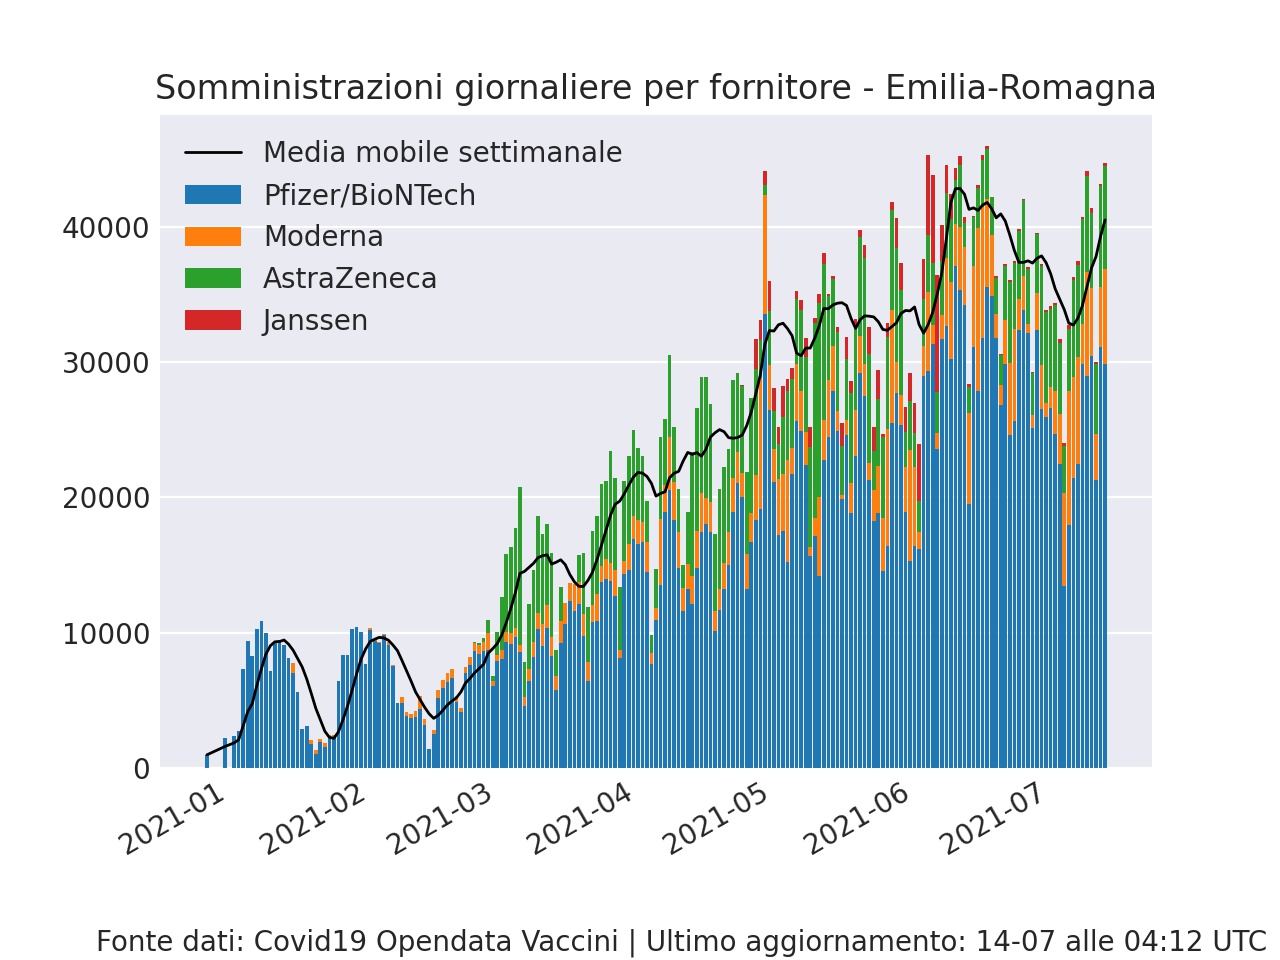 Somministrazioni giornaliere per fornitore - Emilia-Romagna
Media mobile settimanale
Pfizer/BioNTech
Moderna
AstraZeneca
Janssen
40000
30000
20000
10000
0
2021-01
2021-02
2021-03
2021-04
2021-05
2021-06
2021-07
Fonte dati: Covid19 Opendata Vaccini | Ultimo aggiornamento: 14-07 alle 04:12 UTC